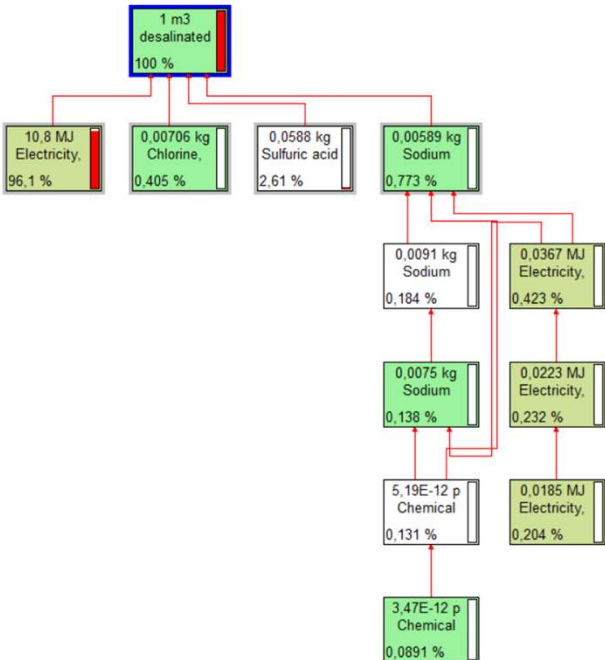 1 m3
desalinated
100 %
10,8 MJ
Electricity,
96,1 %
0,00706 kg
Chlorine,
0,405 %
0,0588 kg
Sulfuric acid
2,61 %
0,00589 kg
Sodium
0,773 %
0,0091 kg
Sodium
0,184 %
0,0367 MJ
Electricity,
0,423 %
0,0075 kg
Sodium
0,138 %
0,0223 MJ
Electricity,
0,232 %
5,19E-12 p
Chemical
0,131 %
0,0185 MJ
Electricity,
0,204 %
3,47E-12 p
Chemical
0,0891 %